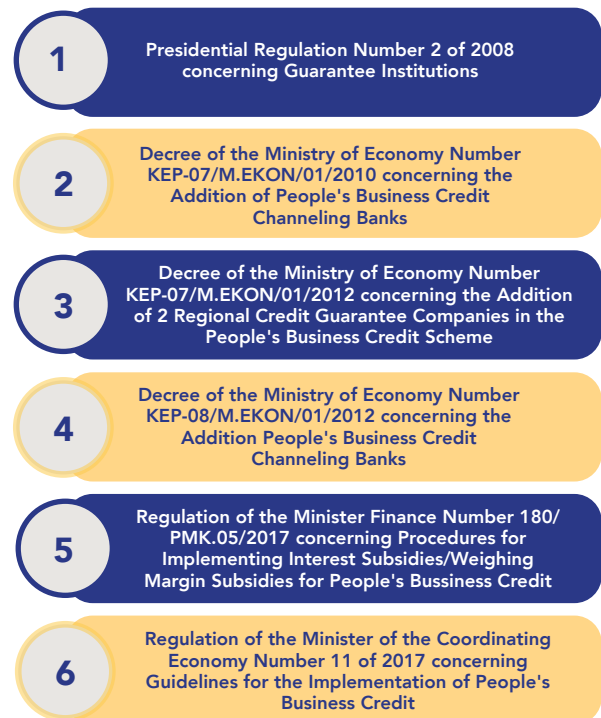 1
Presidential Regulation Number 2 of 2008
concerning Guarantee Institutions
2
Decree of the Ministry of Economy Number
KEP-07/M.EKON/01/2010 concerning the
Addition of People's Business Credit
Channeling Banks
3
Decree of the Ministry of Economy Number
KEP-07/M.EKON/01/2012 concerning the Addition
of 2 Regional Credit Guarantee Companies in the
People's Business Credit Scheme
4
Decree of the Ministry of Economy Number
KEP-08/M.EKON/01/2012 concerning the
Addition People's Business Credit
Channeling Banks
5
Regulation of the Minister Finance Number 180/
PMK.05/2017 concerning Procedures for
Implementing Interest Subsidies/Weighing
Margin Subsidies for People's Bussiness Credit
6
Regulation of the Minister of the Coordinating
Economy Number 11 of 2017 concerning
Guidelines for the Implementation of People's
Business Credit